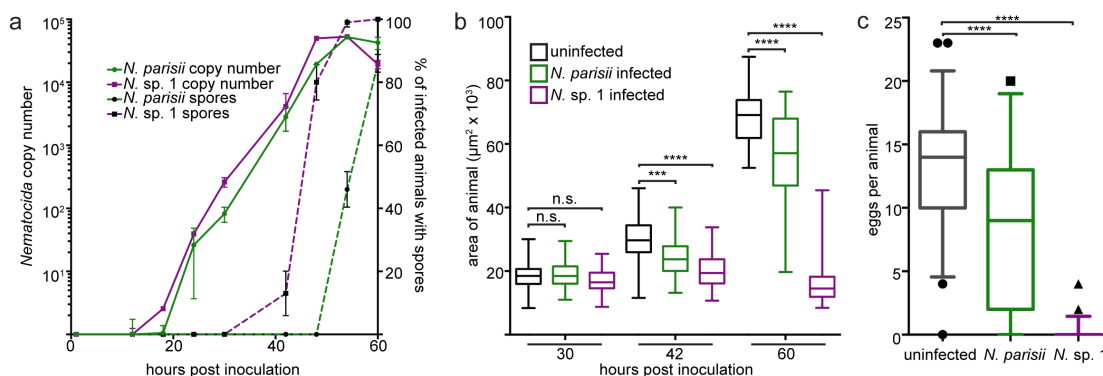 a
10⁵
10⁴
10³
10²
10¹
Nematocida copy number
N. parisii copy number
N. sp. 1 copy number
N. parisii spores
N. sp. 1 spores
100
80
60
40
20
% of infected animals with spores
0
20
40
60
hours post inoculation
b
uninfected
N. parisii infected
N. sp. 1 infected
100
80
60
40
20
area of animal (µm² x 10³)
n.s.
n.s.
***
****
****
****
30
42
60
hours post inoculation
c
25
20
15
10
5
0
eggs per animal
****
****
uninfected
N. parisii
N. sp. 1